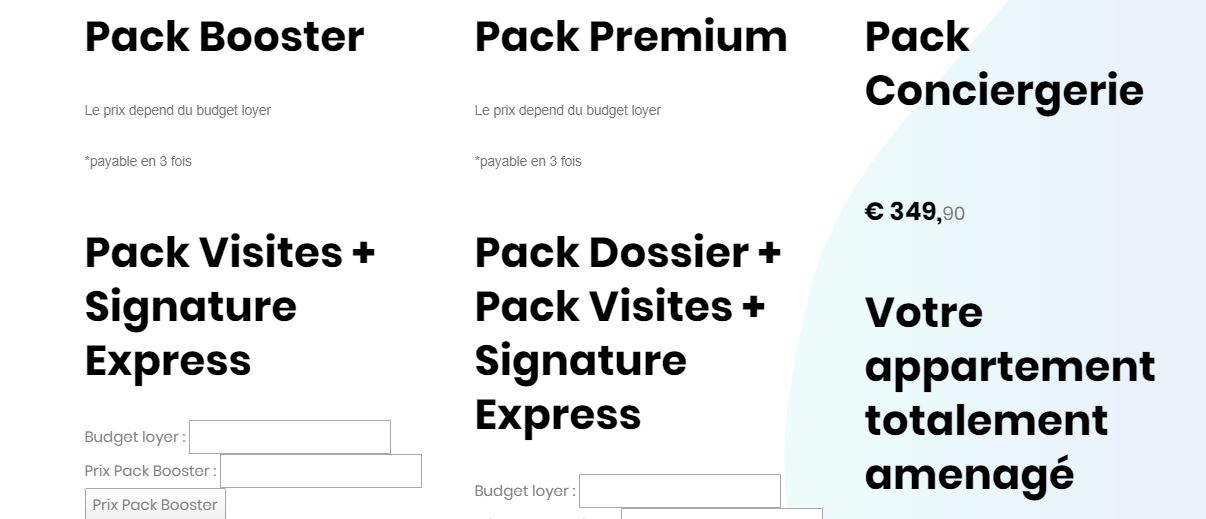 Pack Booster
Le prix depend du budget loyer
*payable en 3 fois
Pack Visites +
Signature
Express
Budget loyer :
Prix Pack Booster :
Prix Pack Booster
Pack Premium
Le prix depend du budget loyer
*payable en 3 fois
Pack Dossier +
Pack Visites +
Signature
Express
Budget loyer :
Pack
Conciergerie
€ 349,90
Votre
appartement
totalement
amenagé